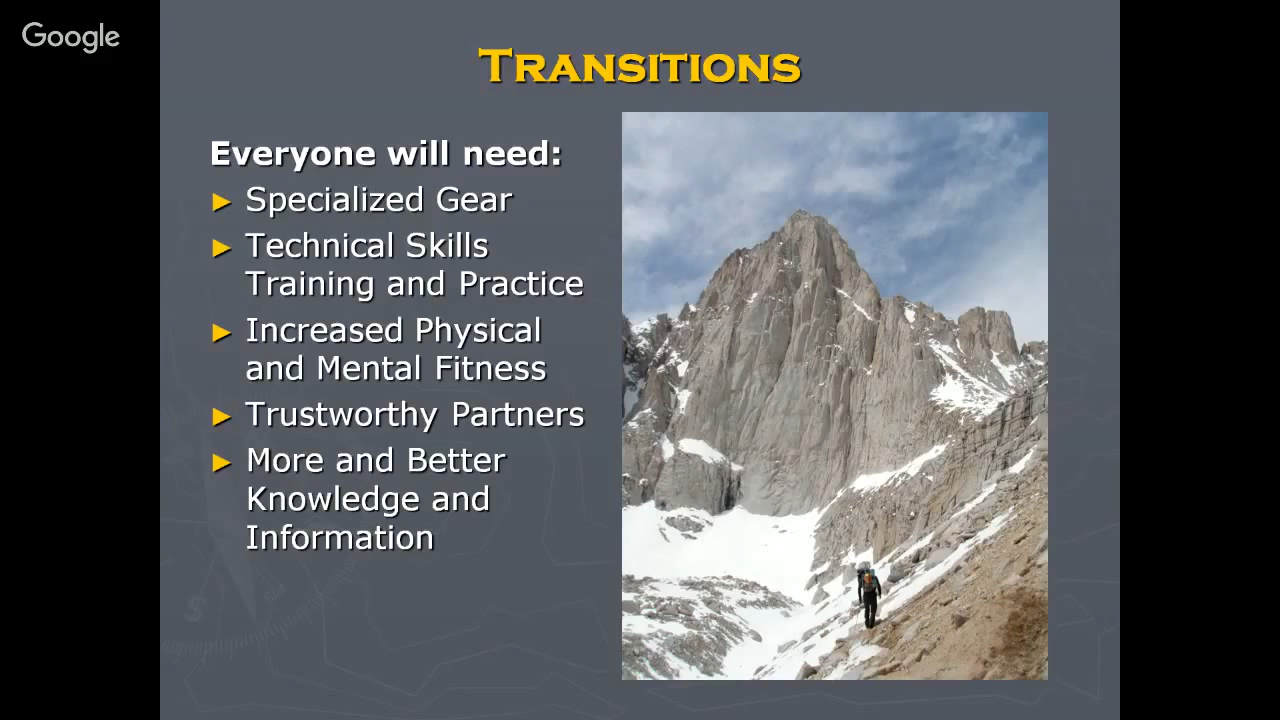 Google
TRANSITIONS
Everyone will need:
► Specialized Gear
► Technical Skills
Training and Practice
► Increased Physical
and Mental Fitness
► Trustworthy Partners
► More and Better
Knowledge and
Information